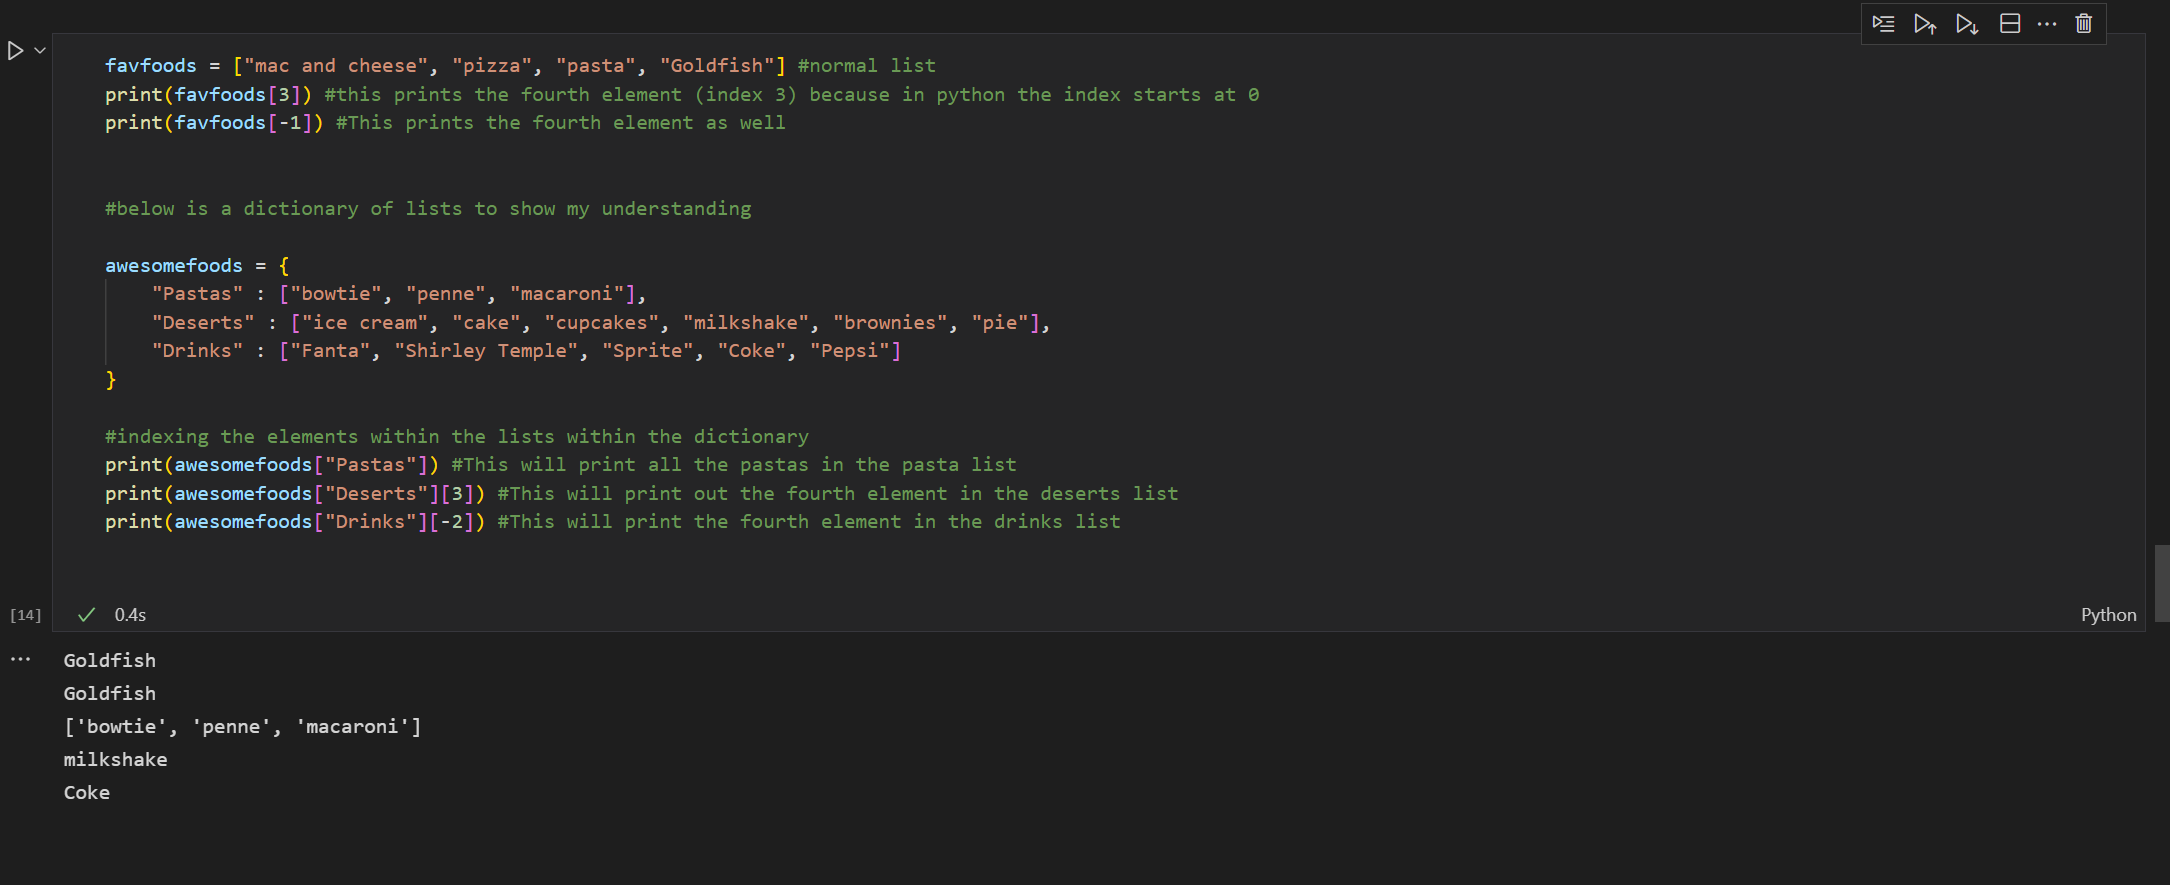 favfoods = ["mac and cheese", "pizza", "pasta", "Goldfish"] #normal list
print(favfoods[3]) #this prints the fourth element (index 3) because in python the index starts at 0
print(favfoods[-1]) #This prints the fourth element as well
#below is a dictionary of lists to show my understanding
awesomefoods = {
"Pastas" : ["bowtie", "penne", "macaroni"],
"Deserts" : ["ice cream", "cake", "cupcakes", "milkshake", "brownies", "pie"],
"Drinks" : ["Fanta", "Shirley Temple", "Sprite", "Coke", "Pepsi"]
}
#indexing the elements within the lists within the dictionary
print(awesomefoods["Pastas"]) #This will print all the pastas in the pasta list
print(awesomefoods["Deserts"][3]) #This will print out the fourth element in the deserts list
print(awesomefoods["Drinks"][-2]) #This will print the fourth element in the drinks list
[14] 0.4s Python
Goldfish
Goldfish
['bowtie', 'penne', 'macaroni']
milkshake
Coke